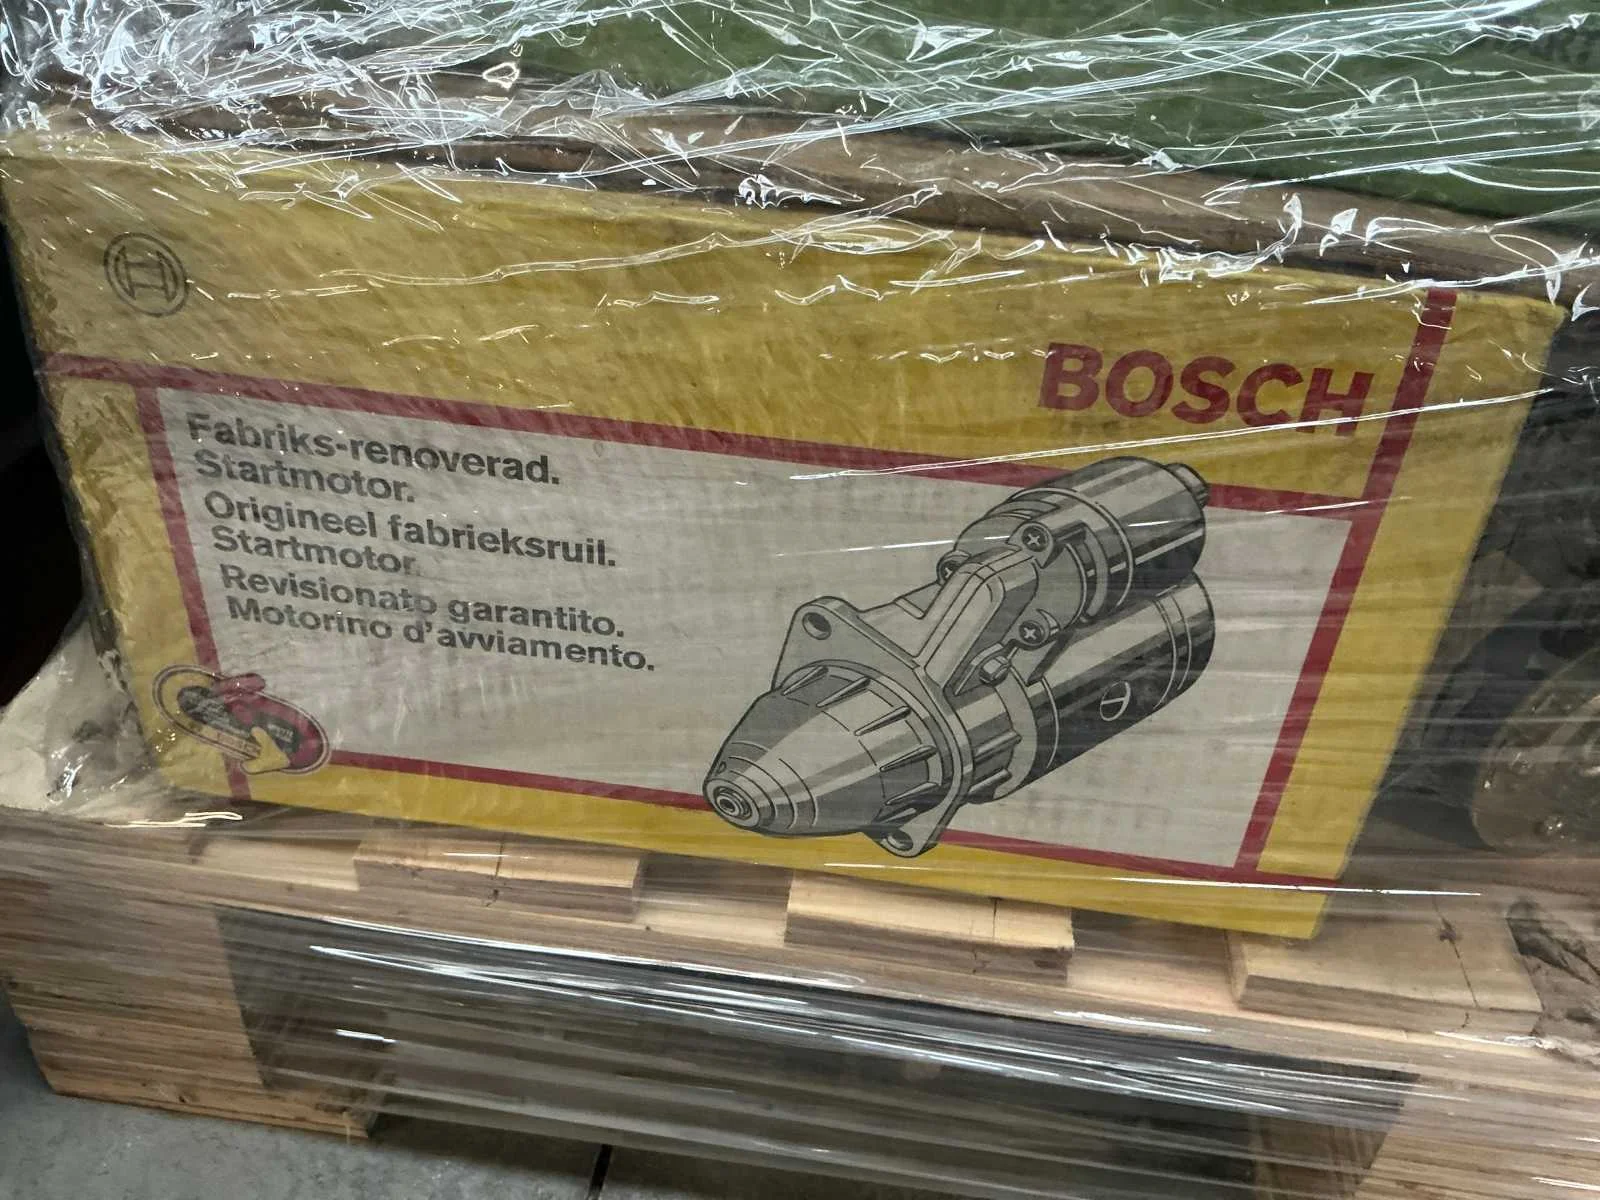 BOSCH
Fabriks-renoverad.
Startmotor.
Origineel fabrieksruil.
Startmotor.
Revisionato garantito.
Motorino d'avviamento.